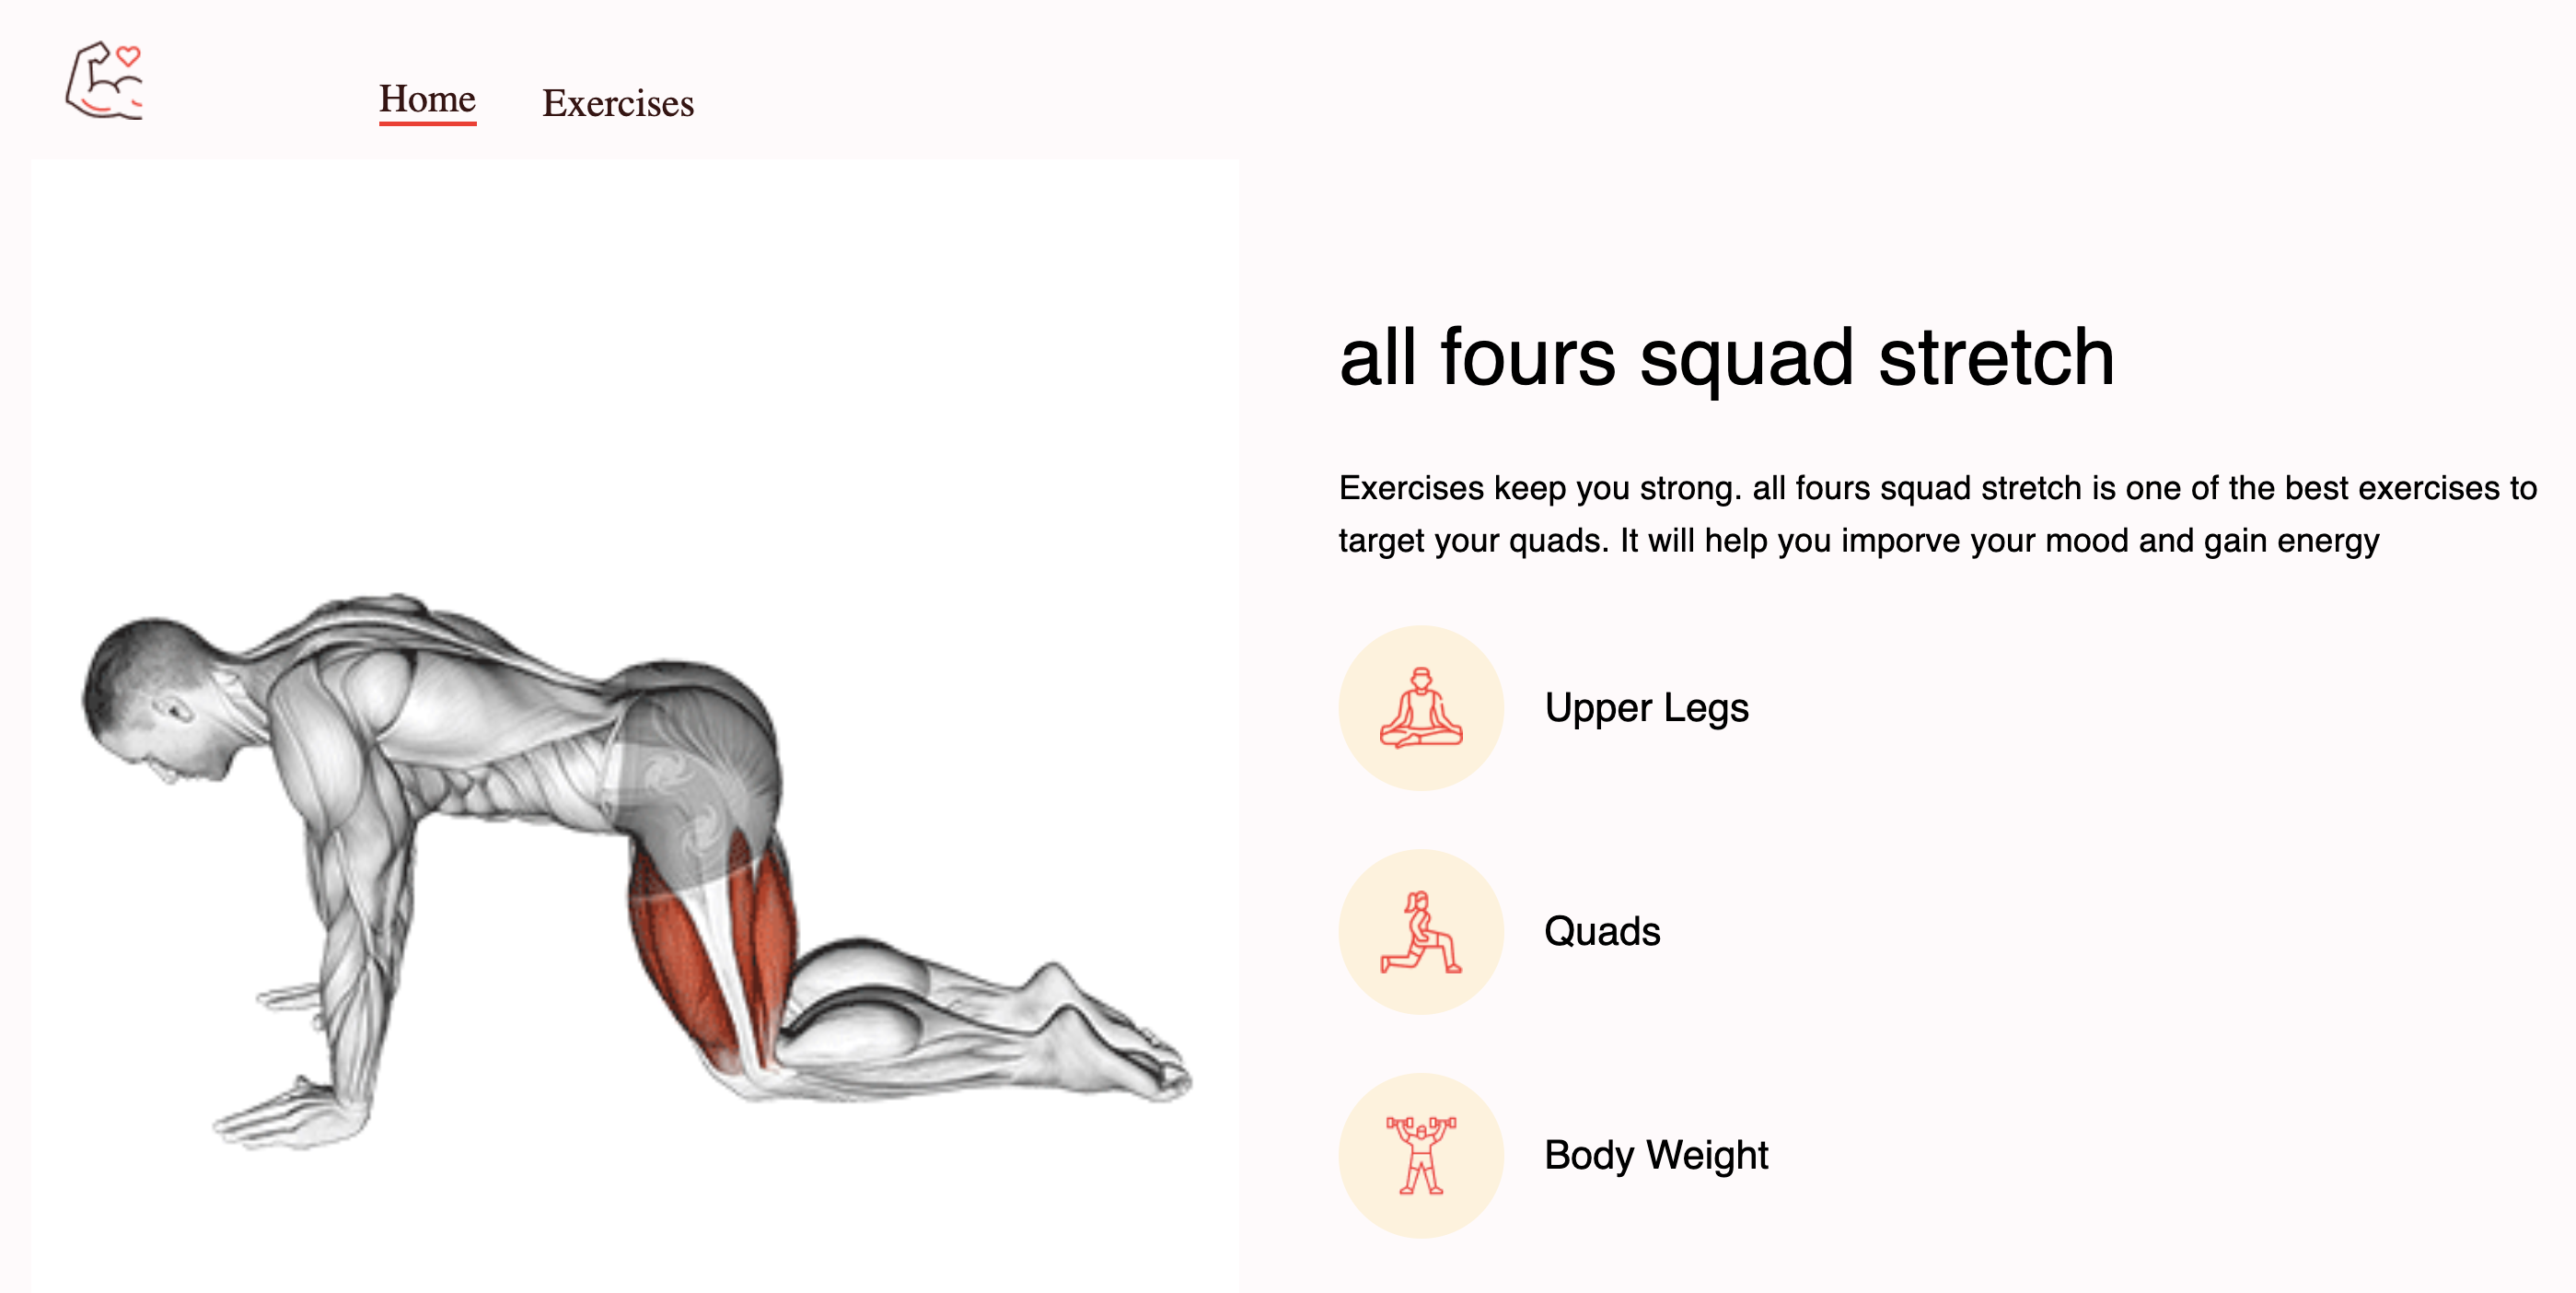 Home Exercises
all fours squad stretch
Exercises keep you strong. all fours squad stretch is one of the best exercises to
target your quads. It will help you imporve your mood and gain energy
Upper Legs
Quads
Body Weight